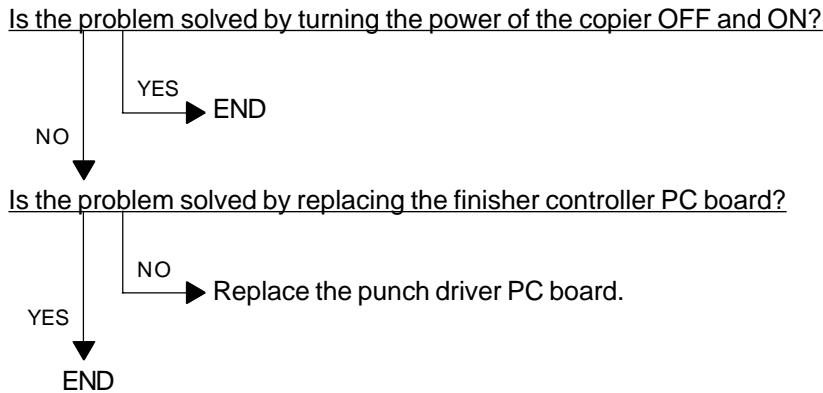 Is the problem solved by turning the power of the copier OFF and ON?
YES
END
NO
Is the problem solved by replacing the finisher controller PC board?
NO
Replace the punch driver PC board.
YES
END